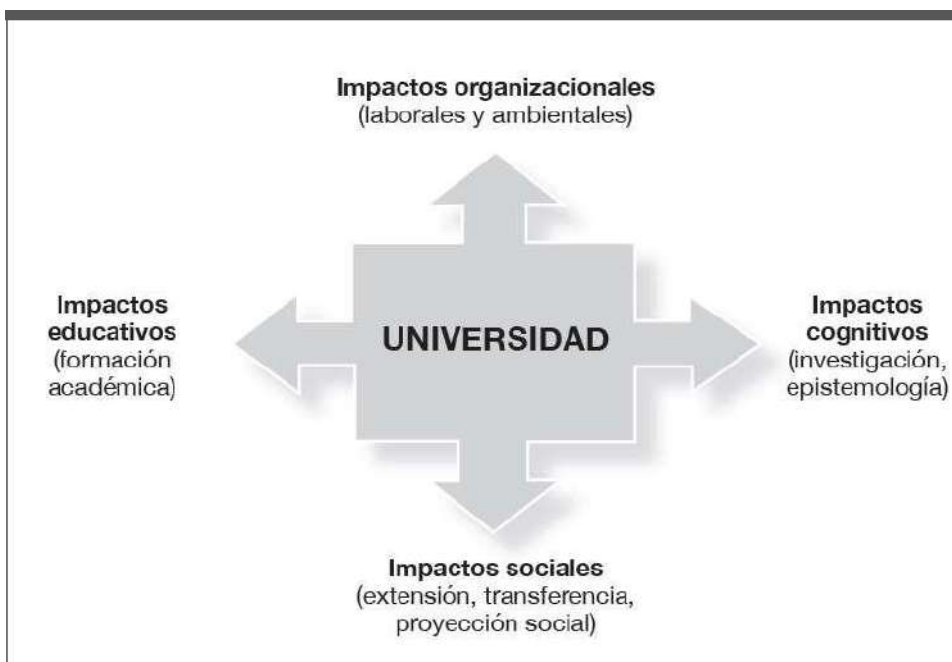 Impactos organizacionales
(laborales y ambientales)
Impactos
educativos
(formación
académica)
UNIVERSIDAD
Impactos
cognitivos
(investigación,
epistemología)
Impactos sociales
(extensión, transferencia,
proyección social)